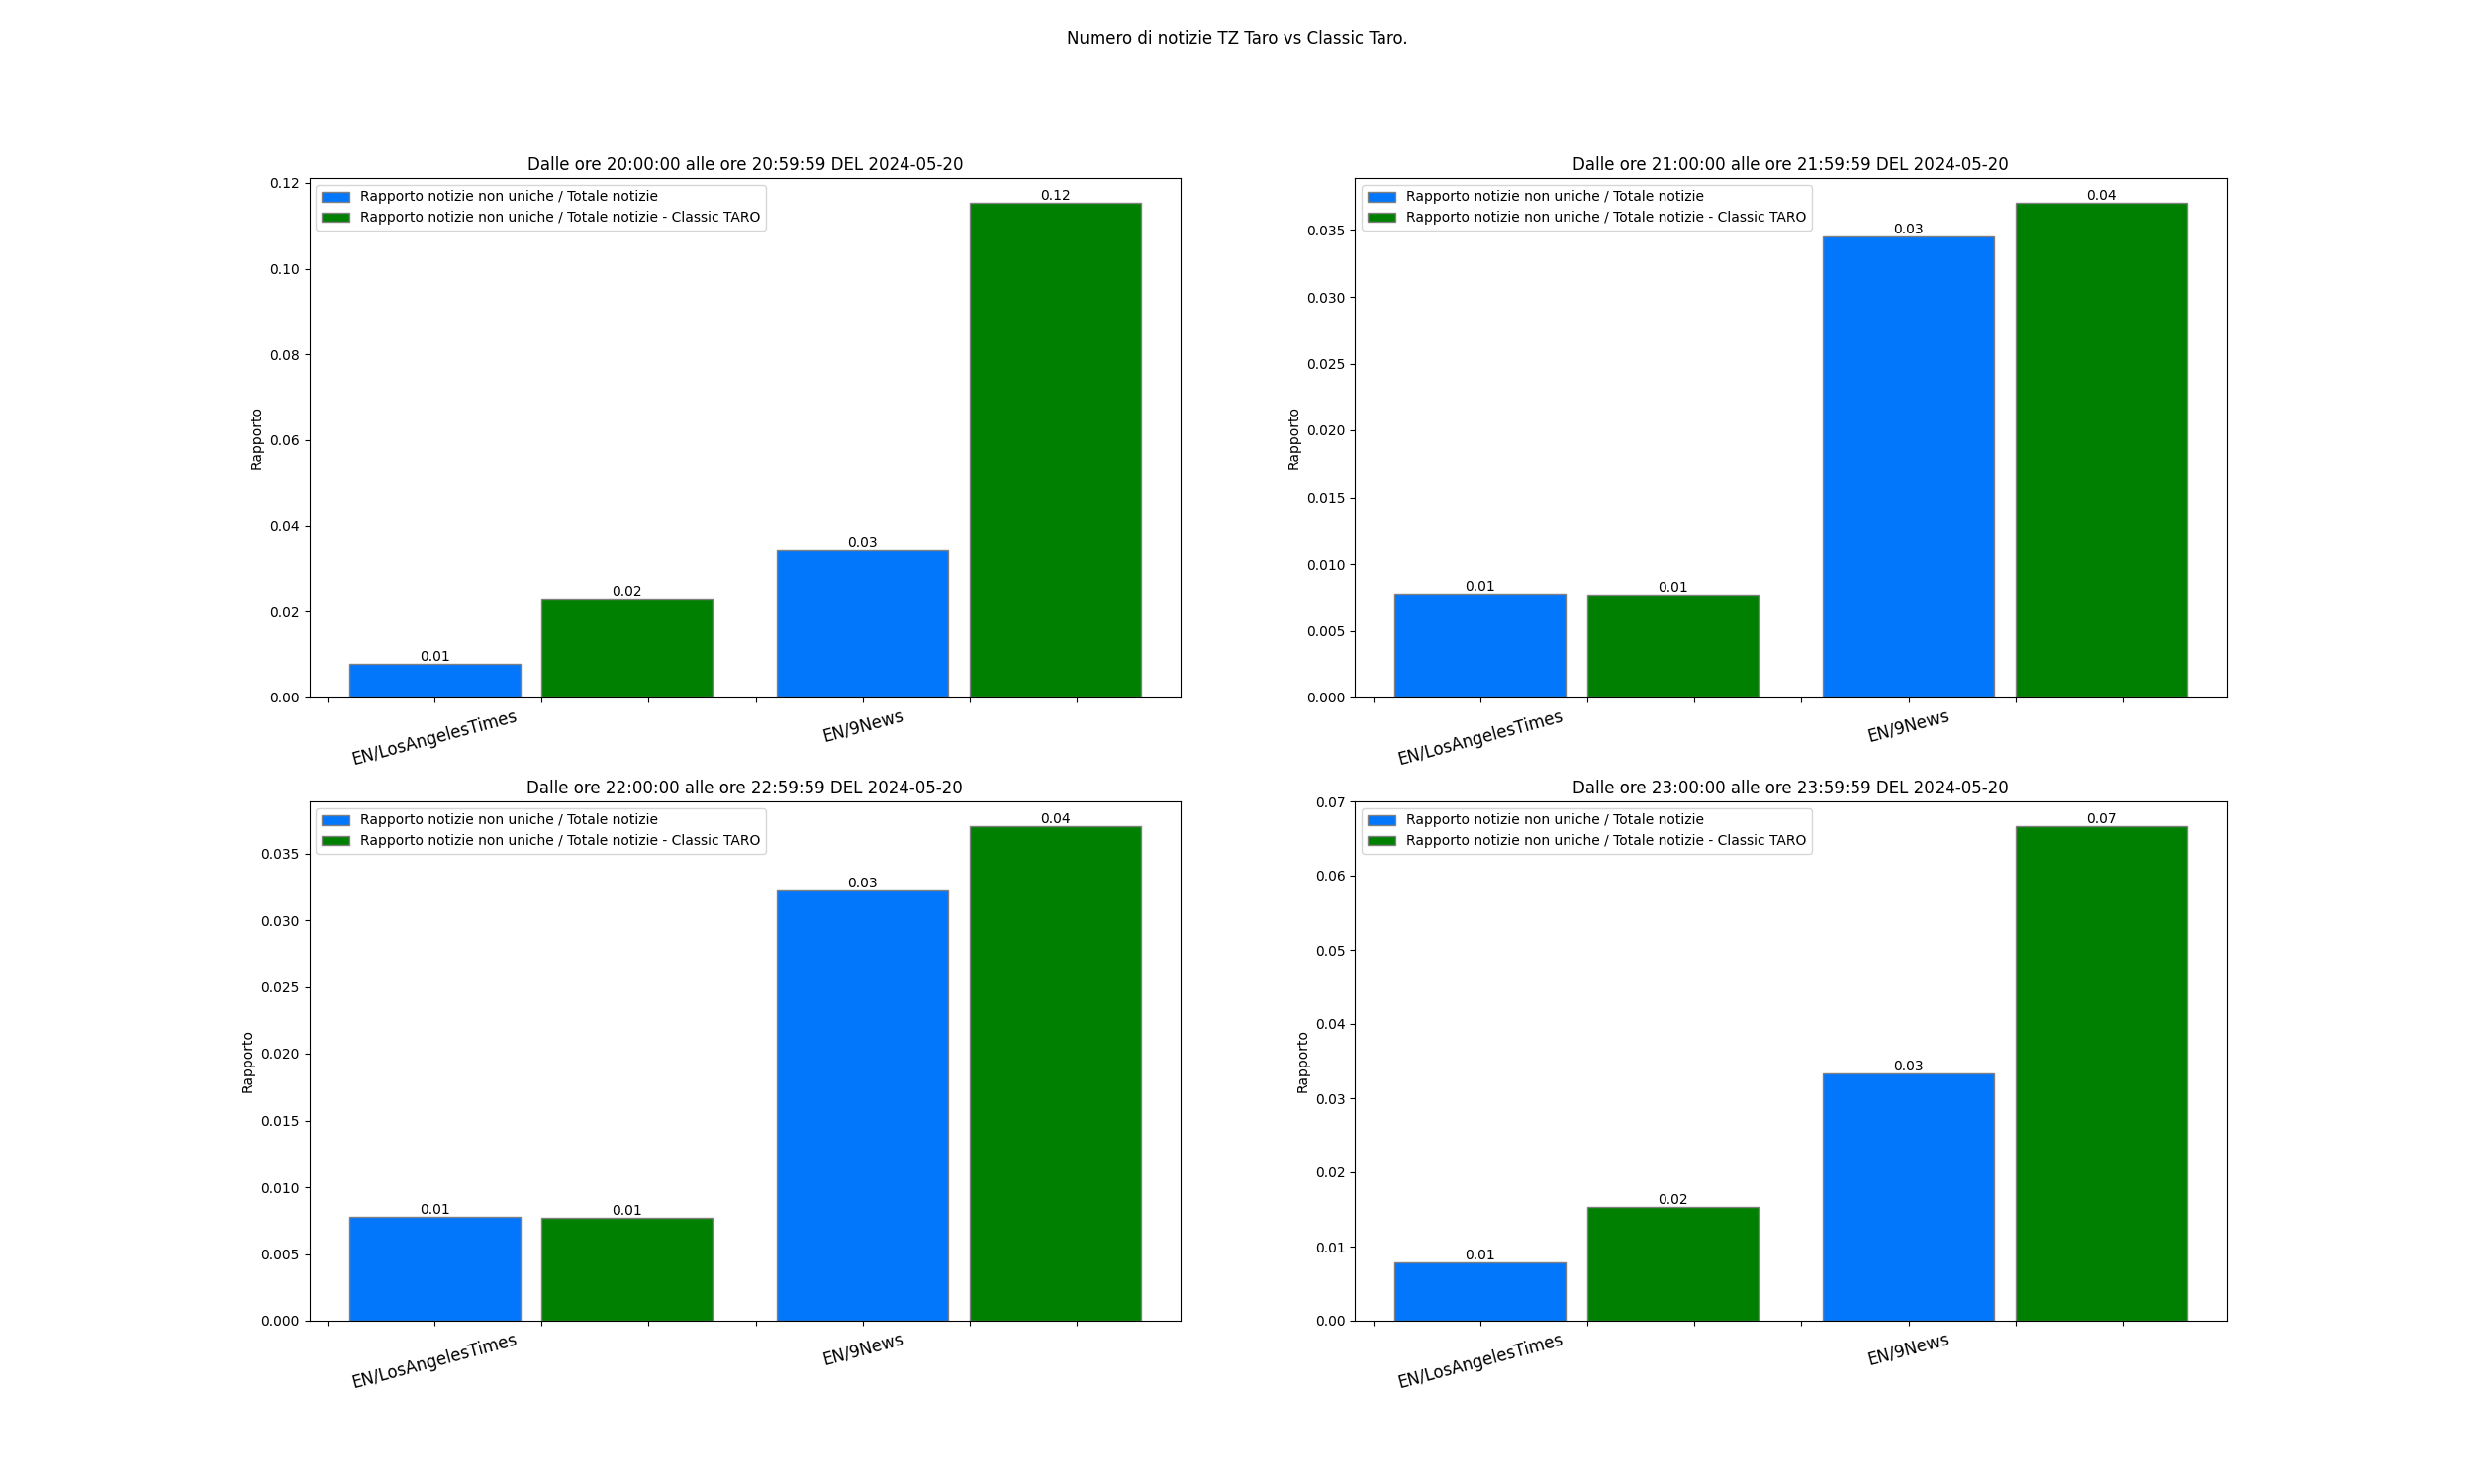 Numero di notizie TZ Taro vs Classic Taro.
Dalle ore 20:00:00 alle ore 20:59:59 DEL 2024-05-20
Rapporto notizie non uniche / Totale notizie
Rapporto notizie non uniche / Totale notizie - Classic TARO
Rapporto
0.12
0.10
0.08
0.06
0.04
0.02
0.00
0.01
0.02
0.03
0.12
EN/LosAngelesTimes
EN/9News
Dalle ore 21:00:00 alle ore 21:59:59 DEL 2024-05-20
Rapporto notizie non uniche / Totale notizie
Rapporto notizie non uniche / Totale notizie - Classic TARO
Rapporto
0.035
0.030
0.025
0.020
0.015
0.010
0.005
0.000
0.01
0.01
0.03
0.04
EN/LosAngelesTimes
EN/9News
Dalle ore 22:00:00 alle ore 22:59:59 DEL 2024-05-20
Rapporto notizie non uniche / Totale notizie
Rapporto notizie non uniche / Totale notizie - Classic TARO
Rapporto
0.035
0.030
0.025
0.020
0.015
0.010
0.005
0.000
0.01
0.01
0.03
0.04
EN/LosAngelesTimes
EN/9News
Dalle ore 23:00:00 alle ore 23:59:59 DEL 2024-05-20
Rapporto notizie non uniche / Totale notizie
Rapporto notizie non uniche / Totale notizie - Classic TARO
Rapporto
0.07
0.06
0.05
0.04
0.03
0.02
0.01
0.00
0.01
0.02
0.03
0.07
EN/LosAngelesTimes
EN/9News